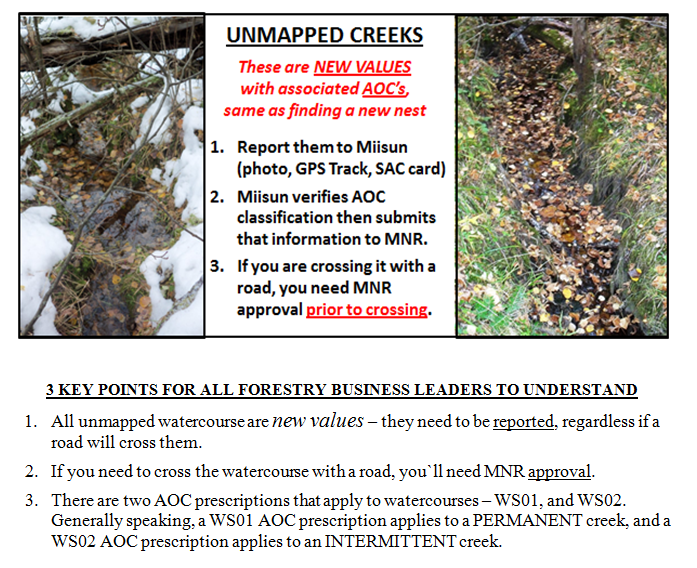 UNMAPPED CREEKS
These are NEW VALUES
with associated AOC's,
same as finding a new nest
1. Report them to Miisun
(photo, GPS Track, SAC card)
2. Miisun verifies AOC
classification then submits
that information to MNR.
3. If you are crossing it with a
road, you need MNR
approval prior to crossing.
3 KEY POINTS FOR ALL FORESTRY BUSINESS LEADERS TO UNDERSTAND
1. All unmapped watercourse are new values – they need to be reported, regardless if a
road will cross them.
2. If you need to cross the watercourse with a road, you`ll need MNR approval.
3. There are two AOC prescriptions that apply to watercourses – WS01, and WS02.
Generally speaking, a WS01 AOC prescription applies to a PERMANENT creek, and a
WS02 AOC prescription applies to an INTERMITTENT creek.